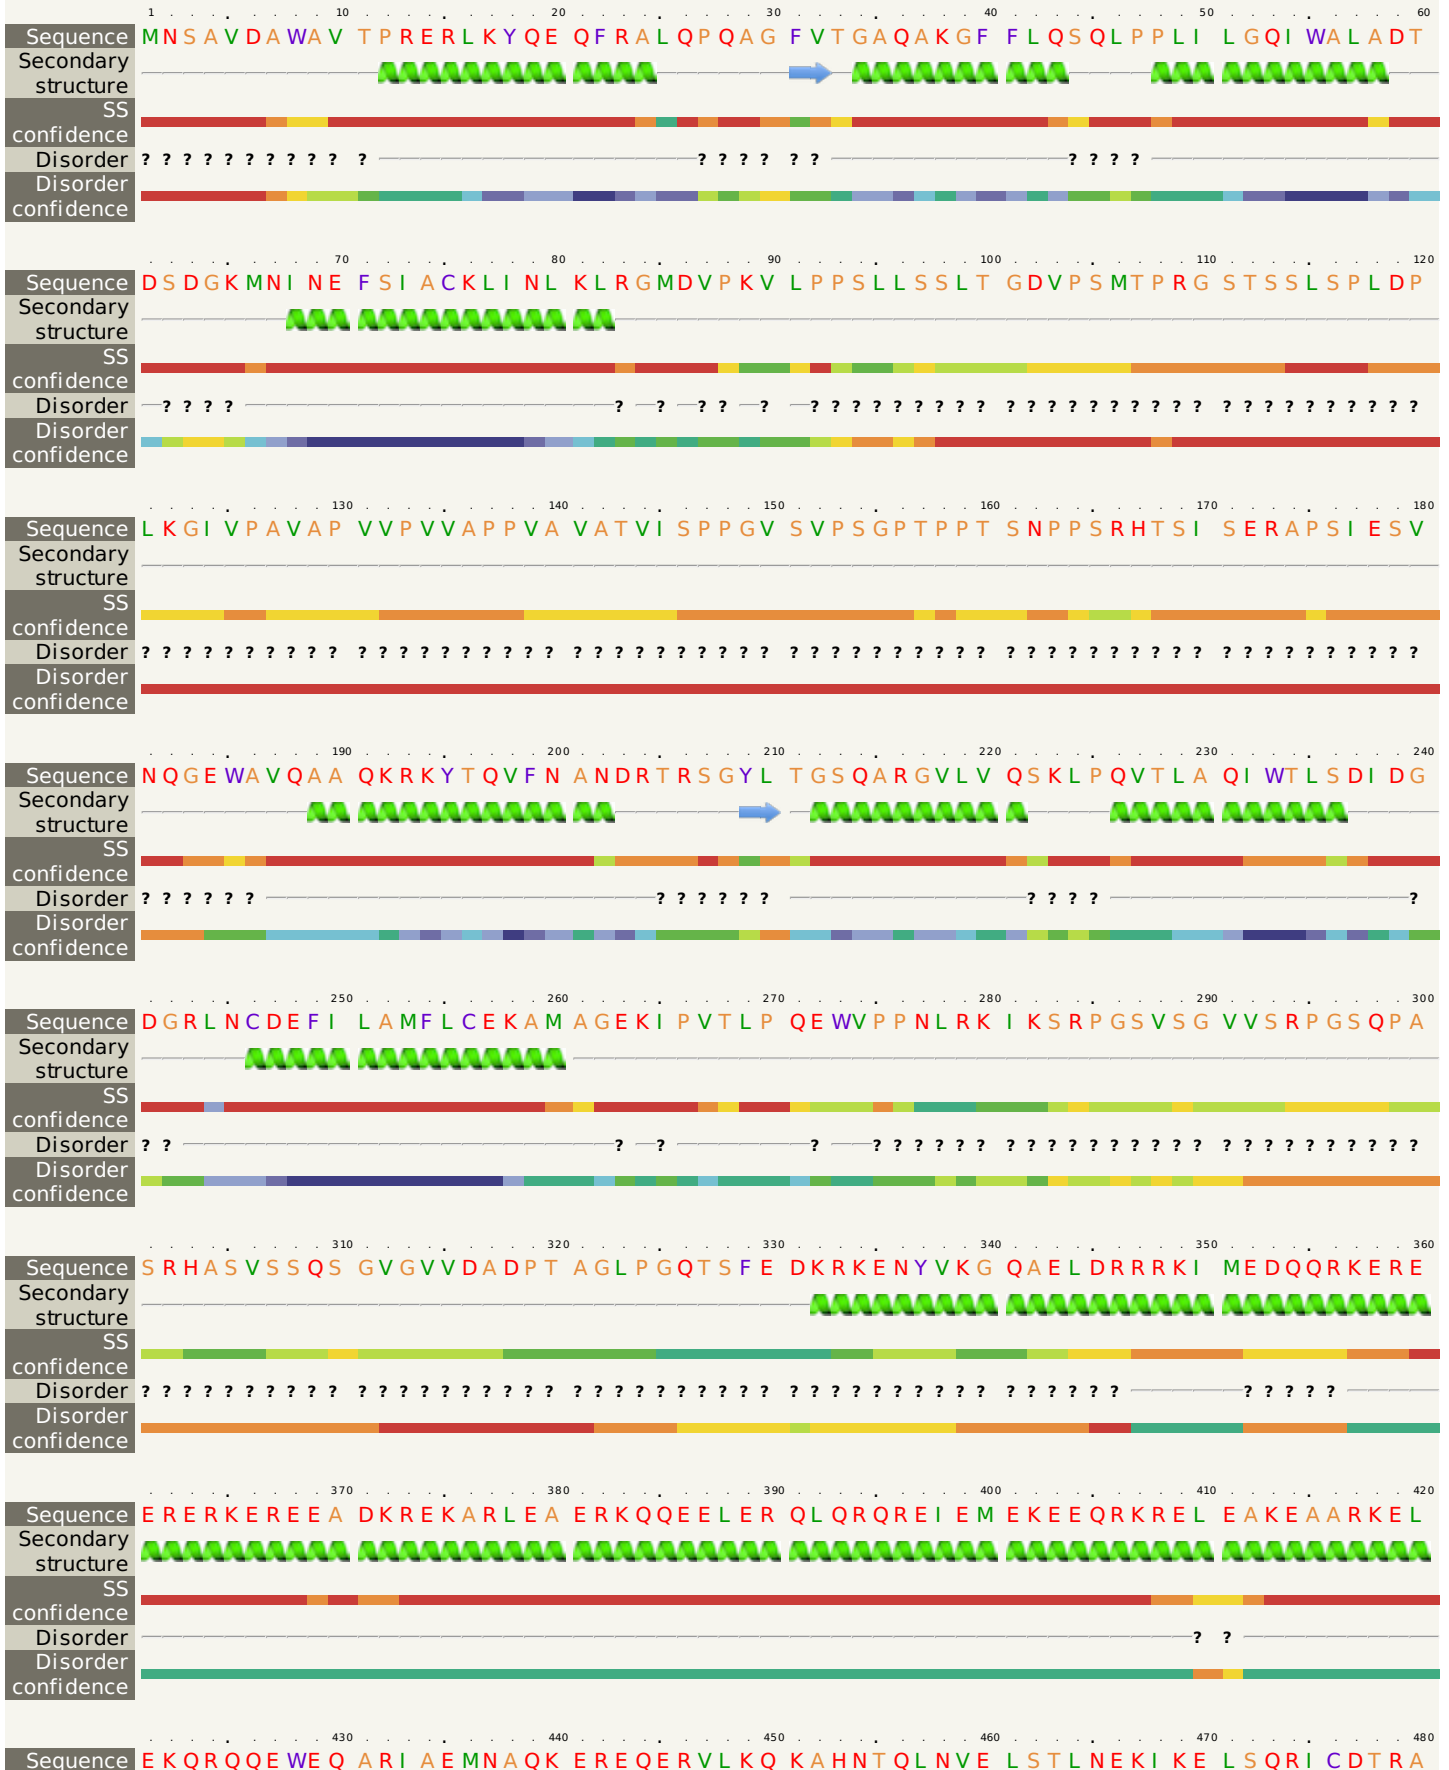 1 10 20 30 40 50 60
Sequence MNSAVDAWAV TPRERLKYQE QFRALQPQAG FVTGAQAKGF FLQSQLPPLI LGQIWALADT
Secondary
structure
SS
confidence
Disorder ? ? ? ? ? ? ? ? ? ? ? ? ? ? ? ? ? ? ? ? ?
Disorder
confidence
70 80 90 100 110 120
Sequence DSDGKMNINE FSIACKLINL KLRGMDVPKV LPPSLLSSLT GDVPSMTPRG STSSLSPLDP
Secondary
structure
SS
confidence
Disorder ? ? ? ? ? ? ? ? ? ? ? ? ? ? ? ? ? ? ? ? ? ? ? ? ? ? ? ? ? ? ? ? ? ? ? ? ? ?
Disorder
confidence
130 140 150 160 170 180
Sequence LKGIVPAVAP VVPVVAPPVA VATVISPPGV SVPSGPTPPT SNPPSRHTSI SERAPSIESV
Secondary
structure
SS
confidence
Disorder ? ? ? ? ? ? ? ? ? ? ? ? ? ? ? ? ? ? ? ? ? ? ? ? ? ? ? ? ? ? ? ? ? ? ? ? ? ? ? ? ? ? ? ? ? ? ? ? ? ? ? ? ? ? ? ? ? ? ? ?
Disorder
confidence
190 200 210 220 230 240
Sequence NQGEWAVQAA QKRKYTQVFN ANDRTRSGYL TGSQARGVLV QSKLPQVTLA QIWTLSDIDG
Secondary
structure
SS
confidence
Disorder ? ? ? ? ? ? ? ? ? ? ? ? ? ? ? ? ?
Disorder
confidence
250 260 270 280 290 300
Sequence DGRLNCDEFI LAMFLCEKAM AGEKIPVTLP QEWVPPNLRK IKSRPGSVSG VVSRPGSQPA
Secondary
structure
SS
confidence
Disorder ? ? ? ? ? ? ? ? ? ? ? ? ? ? ? ? ? ? ? ? ? ? ? ? ? ? ? ? ? ? ?
Disorder
confidence
310 320 330 340 350 360
Sequence SRHASVSSQS GVGVVDADPT AGLPGQTSFE DKRKENYVKG QAELDRRRKI MEDQQRKERE
Secondary
structure
SS
confidence
Disorder ? ? ? ? ? ? ? ? ? ? ? ? ? ? ? ? ? ? ? ? ? ? ? ? ? ? ? ? ? ? ? ? ? ? ? ? ? ? ? ? ? ? ? ? ? ? ? ? ? ? ?
Disorder
confidence
370 380 390 400 410 420
Sequence ERERKEREEA DKREKARLEA ERKQQEELER QLQRQREIEM EKEEQRKREL EAKEAARKEL
Secondary
structure
SS
confidence
Disorder ? ?
Disorder
confidence
430 440 450 460 470 480
Sequence EKQRQQEWEQ ARIAEMNAQK EREQERVLKQ KAHNTQLNVE LSTLNEKIKE LSQRICDTRA